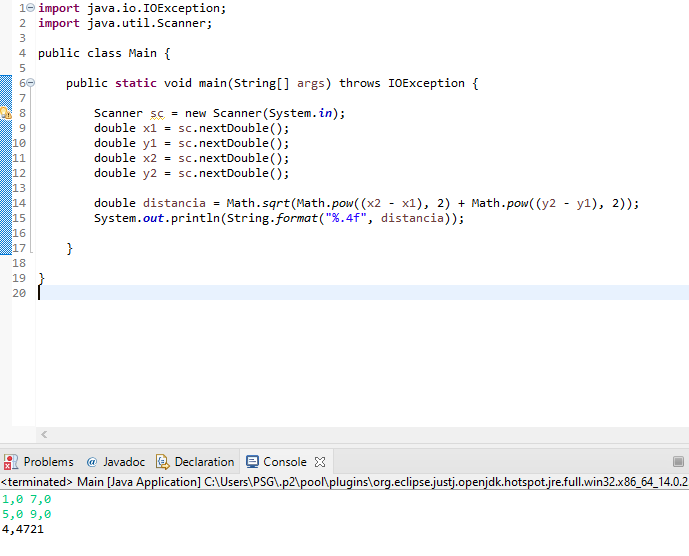 1 import java.io.IOException;
2 import java.util.Scanner;
3
4 public class Main {
5
6     public static void main(String[] args) throws IOException {
7
8         Scanner sc = new Scanner(System.in);
9         double x1 = sc.nextDouble();
10         double y1 = sc.nextDouble();
11         double x2 = sc.nextDouble();
12         double y2 = sc.nextDouble();
13
14         double distancia = Math.sqrt(Math.pow((x2 - x1), 2) + Math.pow((y2 - y1), 2));
15         System.out.println(String.format("%.4f", distancia));
16
17     }
18
19 }
20
Problems @ Javadoc Declaration Console
<terminated> Main [Java Application] C:\Users\PSG\.p2\pool\plugins\org.eclipse.justj.openjdk.hotspot.jre.full.win32.x86_64_14.0.2
1,0 7,0
5,0 9,0
4,4721